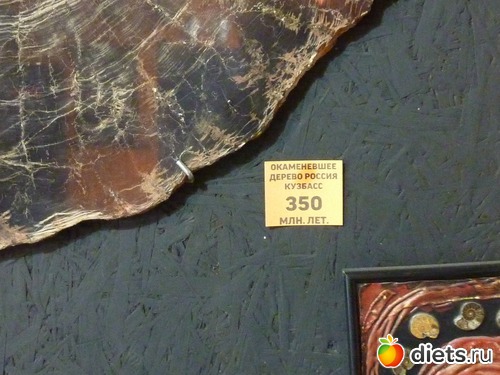 ОКАМЕНЕВШЕЕ
ДЕРЕВО РОССИЯ
КУЗБАСС
350
МЛН. ЛЕТ.
diets.ru